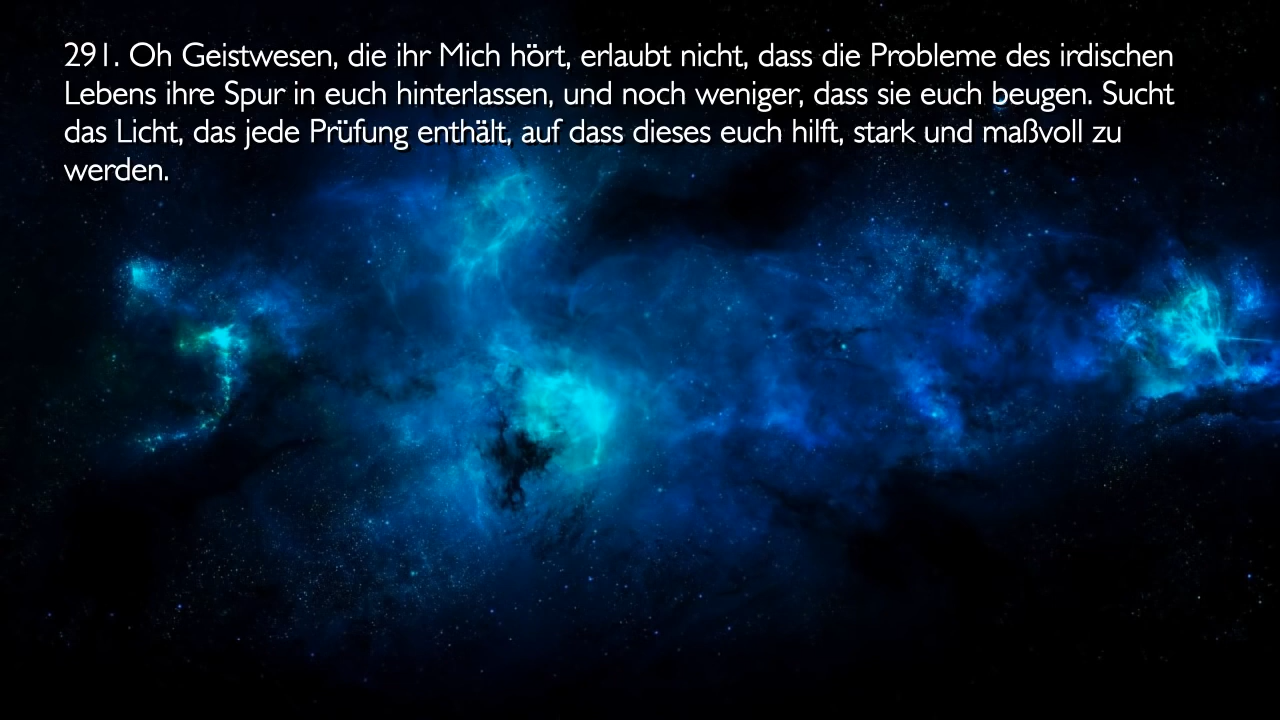 291. Oh Geistwesen, die ihr Mich hört, erlaubt nicht, dass die Probleme des irdischen
Lebens ihre Spur in euch hinterlassen, und noch weniger, dass sie euch beugen. Sucht
das Licht, das jede Prüfung enthält, auf dass dieses euch hilft, stark und maßvoll zu
werden.